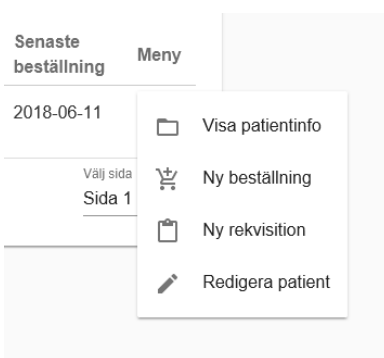 Senaste
beställning
Meny
2018-06-11
Visa patientinfo
Välj sida
Sida 1
Ny beställning
Ny rekvisition
Redigera patient